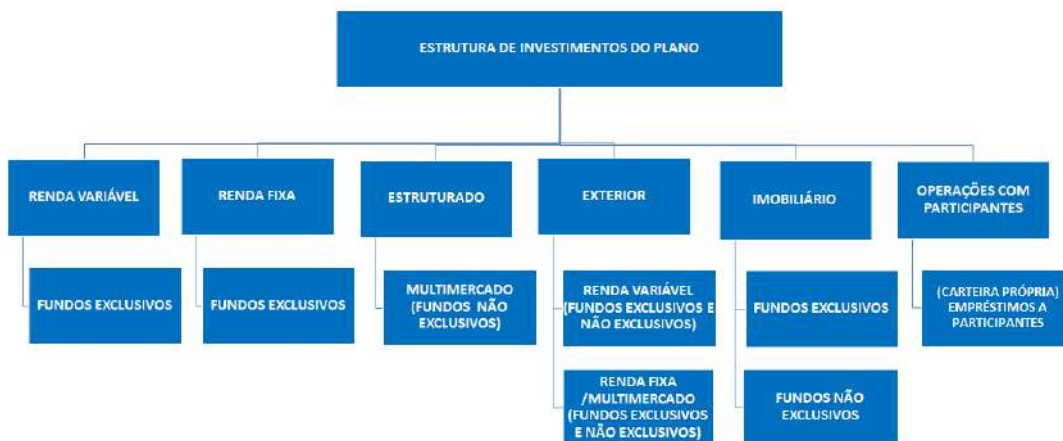 ESTRUTURA DE INVESTIMENTOS DO PLANO
RENDA VARIÁVEL
RENDA FIXA
ESTRUTURADO
EXTERIOR
IMOBILIÁRIO
OPERAÇÕES COM
PARTICIPANTES
FUNDOS EXCLUSIVOS
FUNDOS EXCLUSIVOS
MULTIMERCADO
(FUNDOS NÃO
EXCLUSIVOS)
RENDA VARIÁVEL
(FUNDOS EXCLUSIVOS E
NÃO EXCLUSIVOS)
FUNDOS EXCLUSIVOS
(CARTEIRA PRÓPRIA)
EMPRÉSTIMOS A
PARTICIPANTES
RENDA FIXA
/MULTIMERCADO
(FUNDOS EXCLUSIVOS
E NÃO EXCLUSIVOS)
FUNDOS NÃO
EXCLUSIVOS